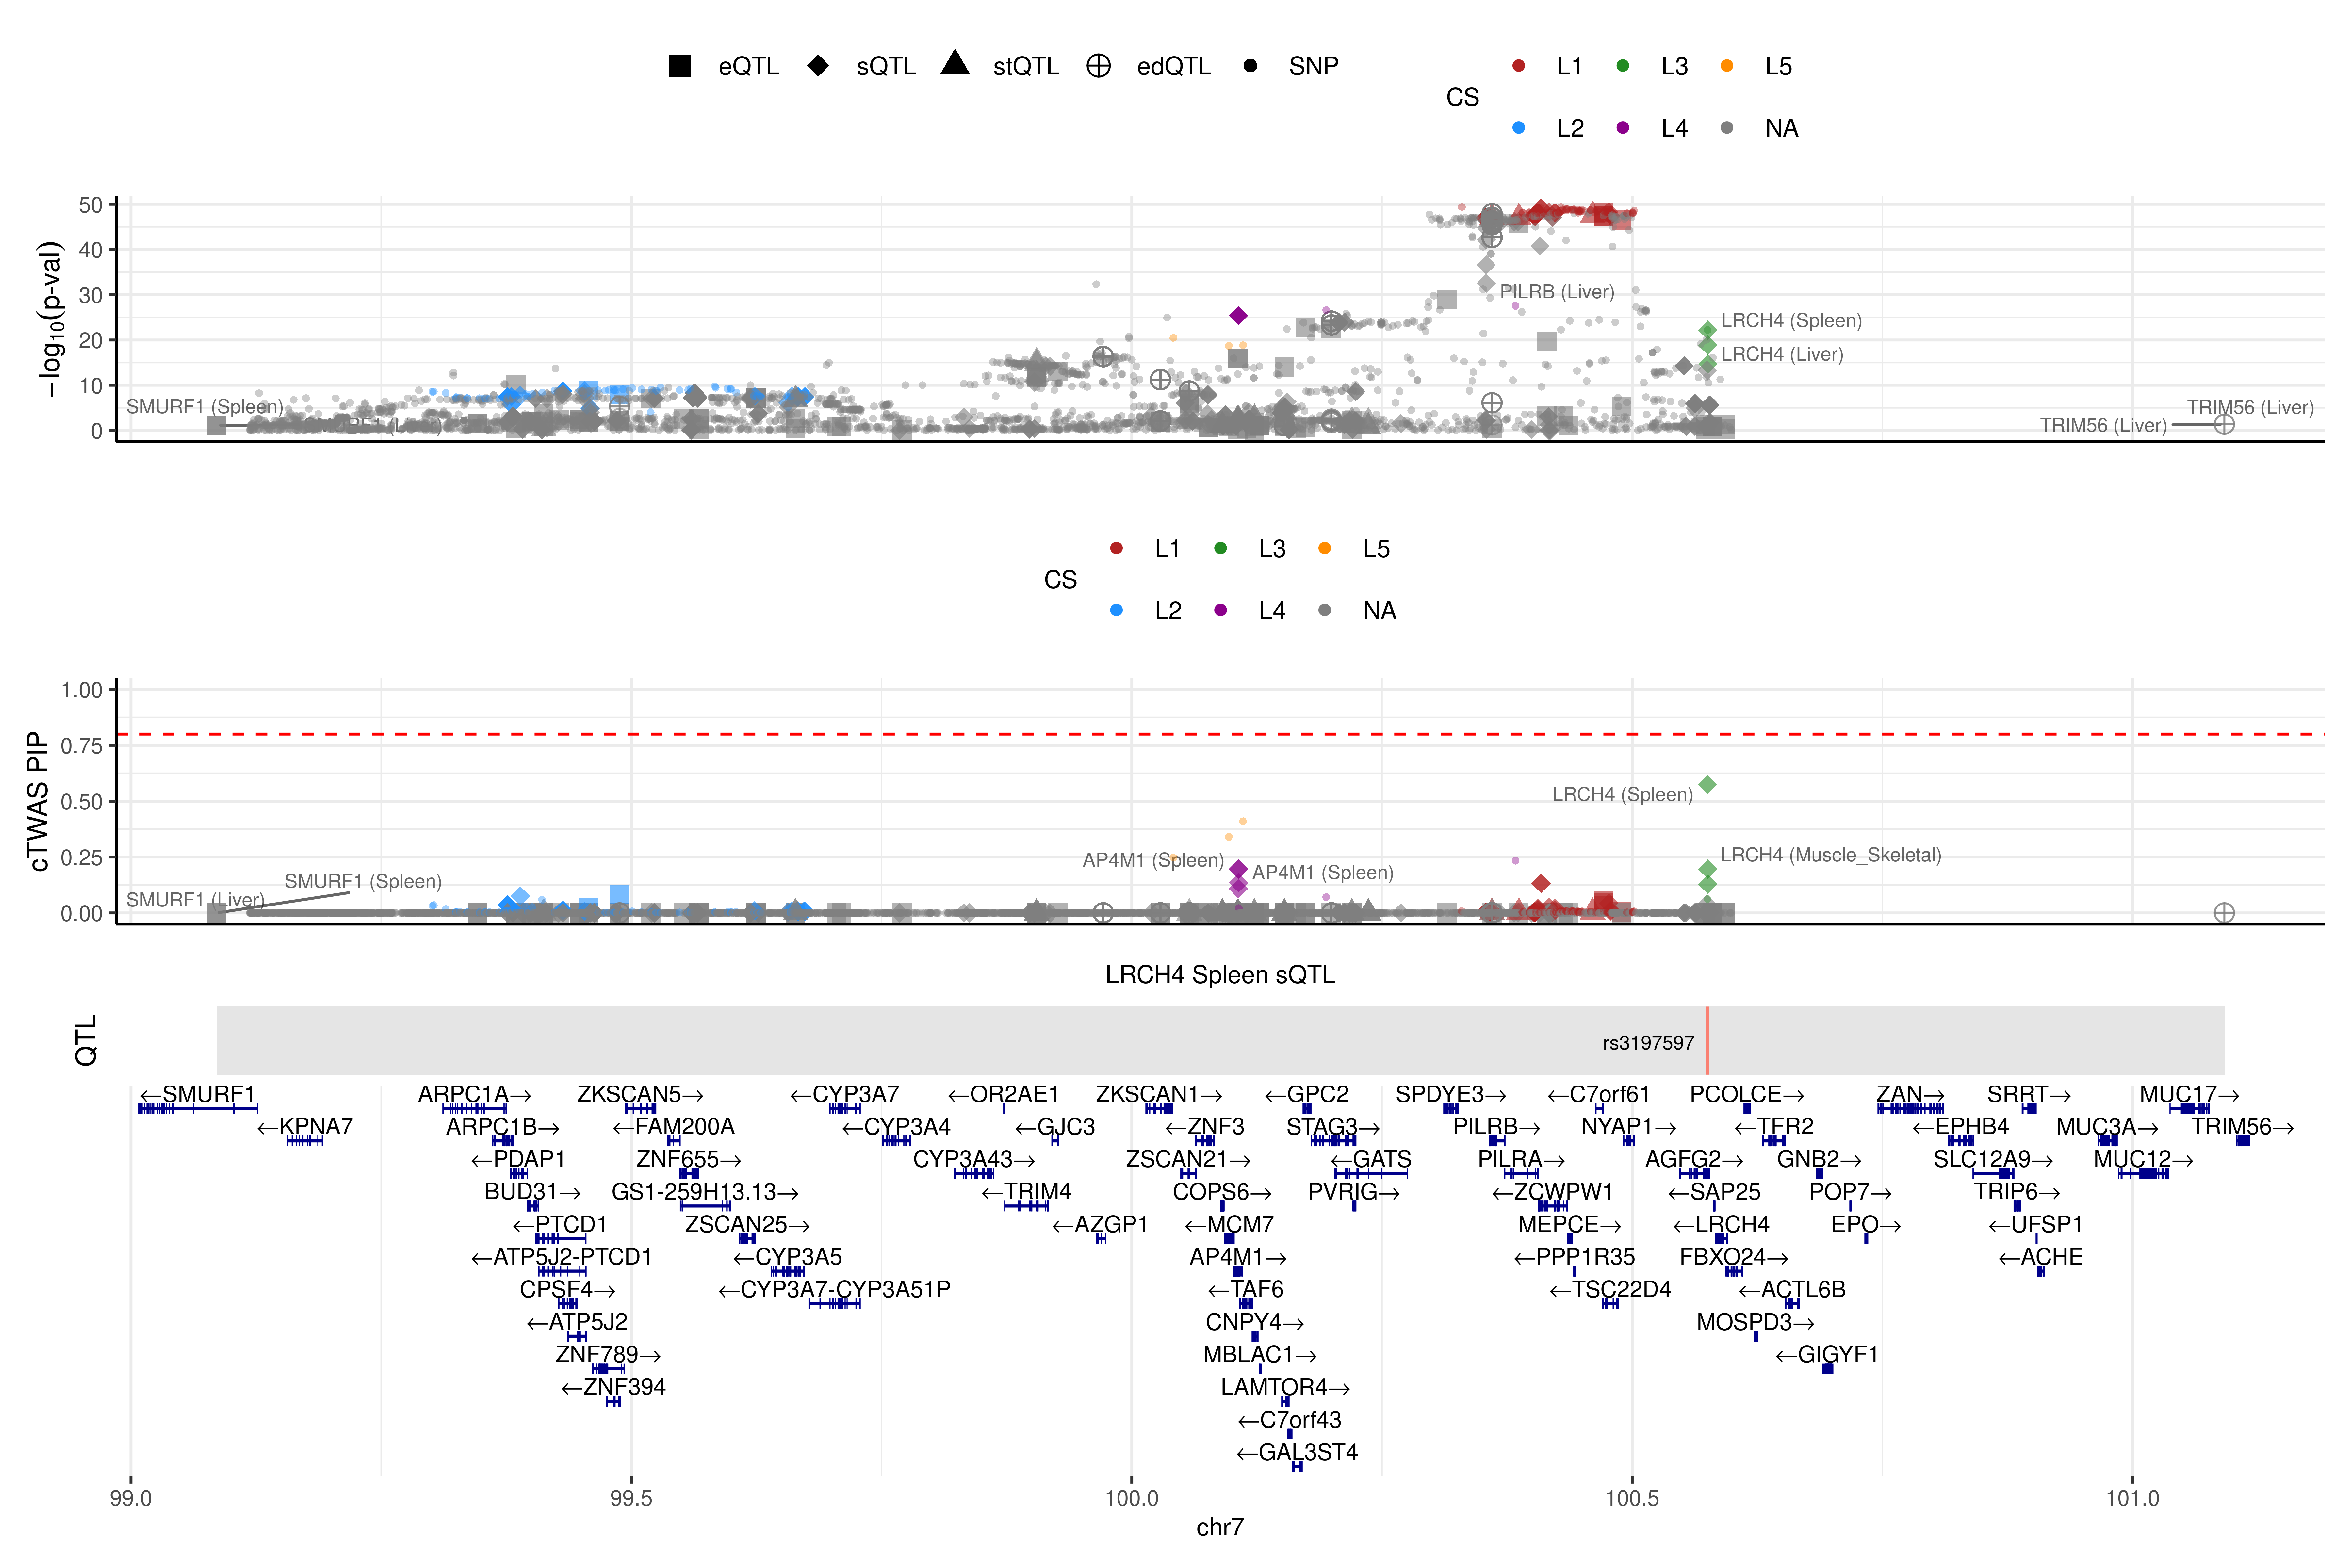 eQTL sQTL stQTL edQTL SNP
CS
L1 L3 L5
L2 L4 NA
−log10(p-val)
50
40
30
20
10
0
PILRB (Liver)
LRCH4 (Spleen)
LRCH4 (Liver)
SMURF1 (Spleen)
TRIM56 (Liver)
TRIM56 (Liver)
CS
L1 L3 L5
L2 L4 NA
cTWAS PIP
1.00
0.75
0.50
0.25
0.00
LRCH4 (Spleen)
AP4M1 (Spleen)
LRCH4 (Muscle_Skeletal)
AP4M1 (Spleen)
SMURF1 (Spleen)
SMURF1 (Liver)
LRCH4 Spleen sQTL
QTL
rs3197597
←SMURF1 ARPC1A→ ZKSCAN5→ ←CYP3A7 ←OR2AE1 ZKSCAN1→ ←GPC2 SPDYE3→ ←C7orf61 PCOLCE→ ZAN→ SRRT→ MUC17→
←KPNA7 ARPC1B→ ←FAM200A ←CYP3A4 ←GJC3 ←ZNF3 STAG3→ PILRB→ NYAP1→ ←TFR2 ←EPHB4 MUC3A→ TRIM56→
←PDAP1 ZNF655→ CYP3A43→ ZSCAN21→ ←GATS PILRA→ AGFG2→ GNB2→ SLC12A9→ MUC12→
BUD31→ GS1-259H13.13→ ←TRIM4 COPS6→ PVRIG→ ←ZCWPW1 ←SAP25 POP7→ TRIP6→
←PTCD1 ZSCAN25→ ←AZGP1 ←MCM7 MEPCE→ ←LRCH4 EPO→ ←UFSP1
←ATP5J2-PTCD1 ←CYP3A5 AP4M1→ ←PPP1R35 FBXO24→ ←ACHE
CPSF4→ ←CYP3A7-CYP3A51P ←TAF6 ←TSC22D4 ←ACTL6B
←ATP5J2 CNPY4→ MOSPD3→
ZNF789→ MBLAC1→ ←GIGYF1
←ZNF394 LAMTOR4→
←C7orf43
←GAL3ST4
99.0 99.5 100.0 100.5 101.0
chr7